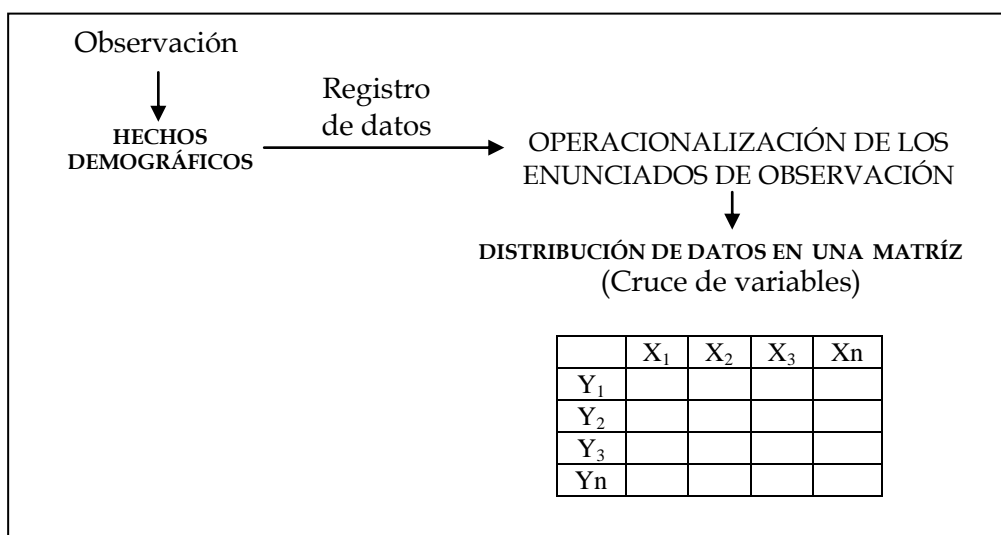 Observación
HECHOS
DEMOGRÁFICOS
Registro
de datos
OPERACIONALIZACIÓN DE LOS
ENUNCIADOS DE OBSERVACIÓN
DISTRIBUCIÓN DE DATOS EN UNA MATRÍZ
(Cruce de variables)
X₁ X₂ X₃ Xn
Y₁
Y₂
Y₃
Yn